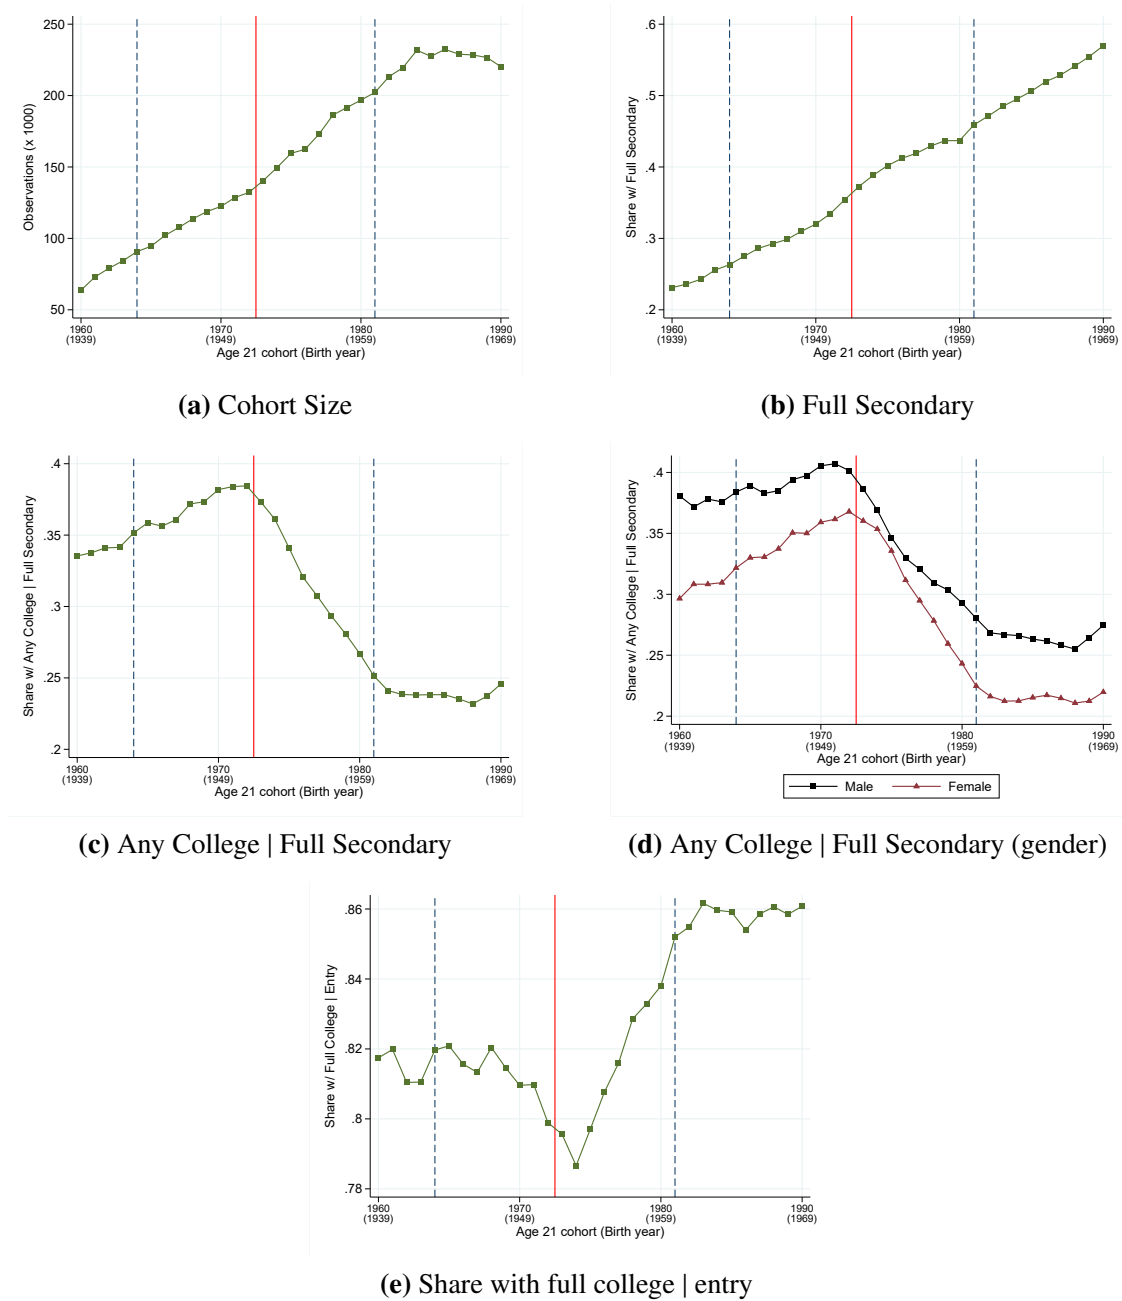 250
200
150
100
50
Observations (x 1000)
1960 1970 1980 1990
(1939) (1949) (1959) (1969)
Age 21 cohort (Birth year)
(a) Cohort Size
.6
.5
.4
.3
.2
Share w/ Full Secondary
1960 1970 1980 1990
(1939) (1949) (1959) (1969)
Age 21 cohort (Birth year)
(b) Full Secondary
.4
.35
.3
.25
.2
Share w/ Any College | Full Secondary
1960 1970 1980 1990
(1939) (1949) (1959) (1969)
Age 21 cohort (Birth year)
(c) Any College | Full Secondary
.4
.35
.3
.25
.2
Share w/ Any College | Full Secondary
1960 1970 1980 1990
(1939) (1949) (1959) (1969)
Age 21 cohort (Birth year)
Male Female
(d) Any College | Full Secondary (gender)
.86
.84
.82
.8
.78
Share w/ Full College | Entry
1960 1970 1980 1990
(1939) (1949) (1959) (1969)
Age 21 cohort (Birth year)
(e) Share with full college | entry